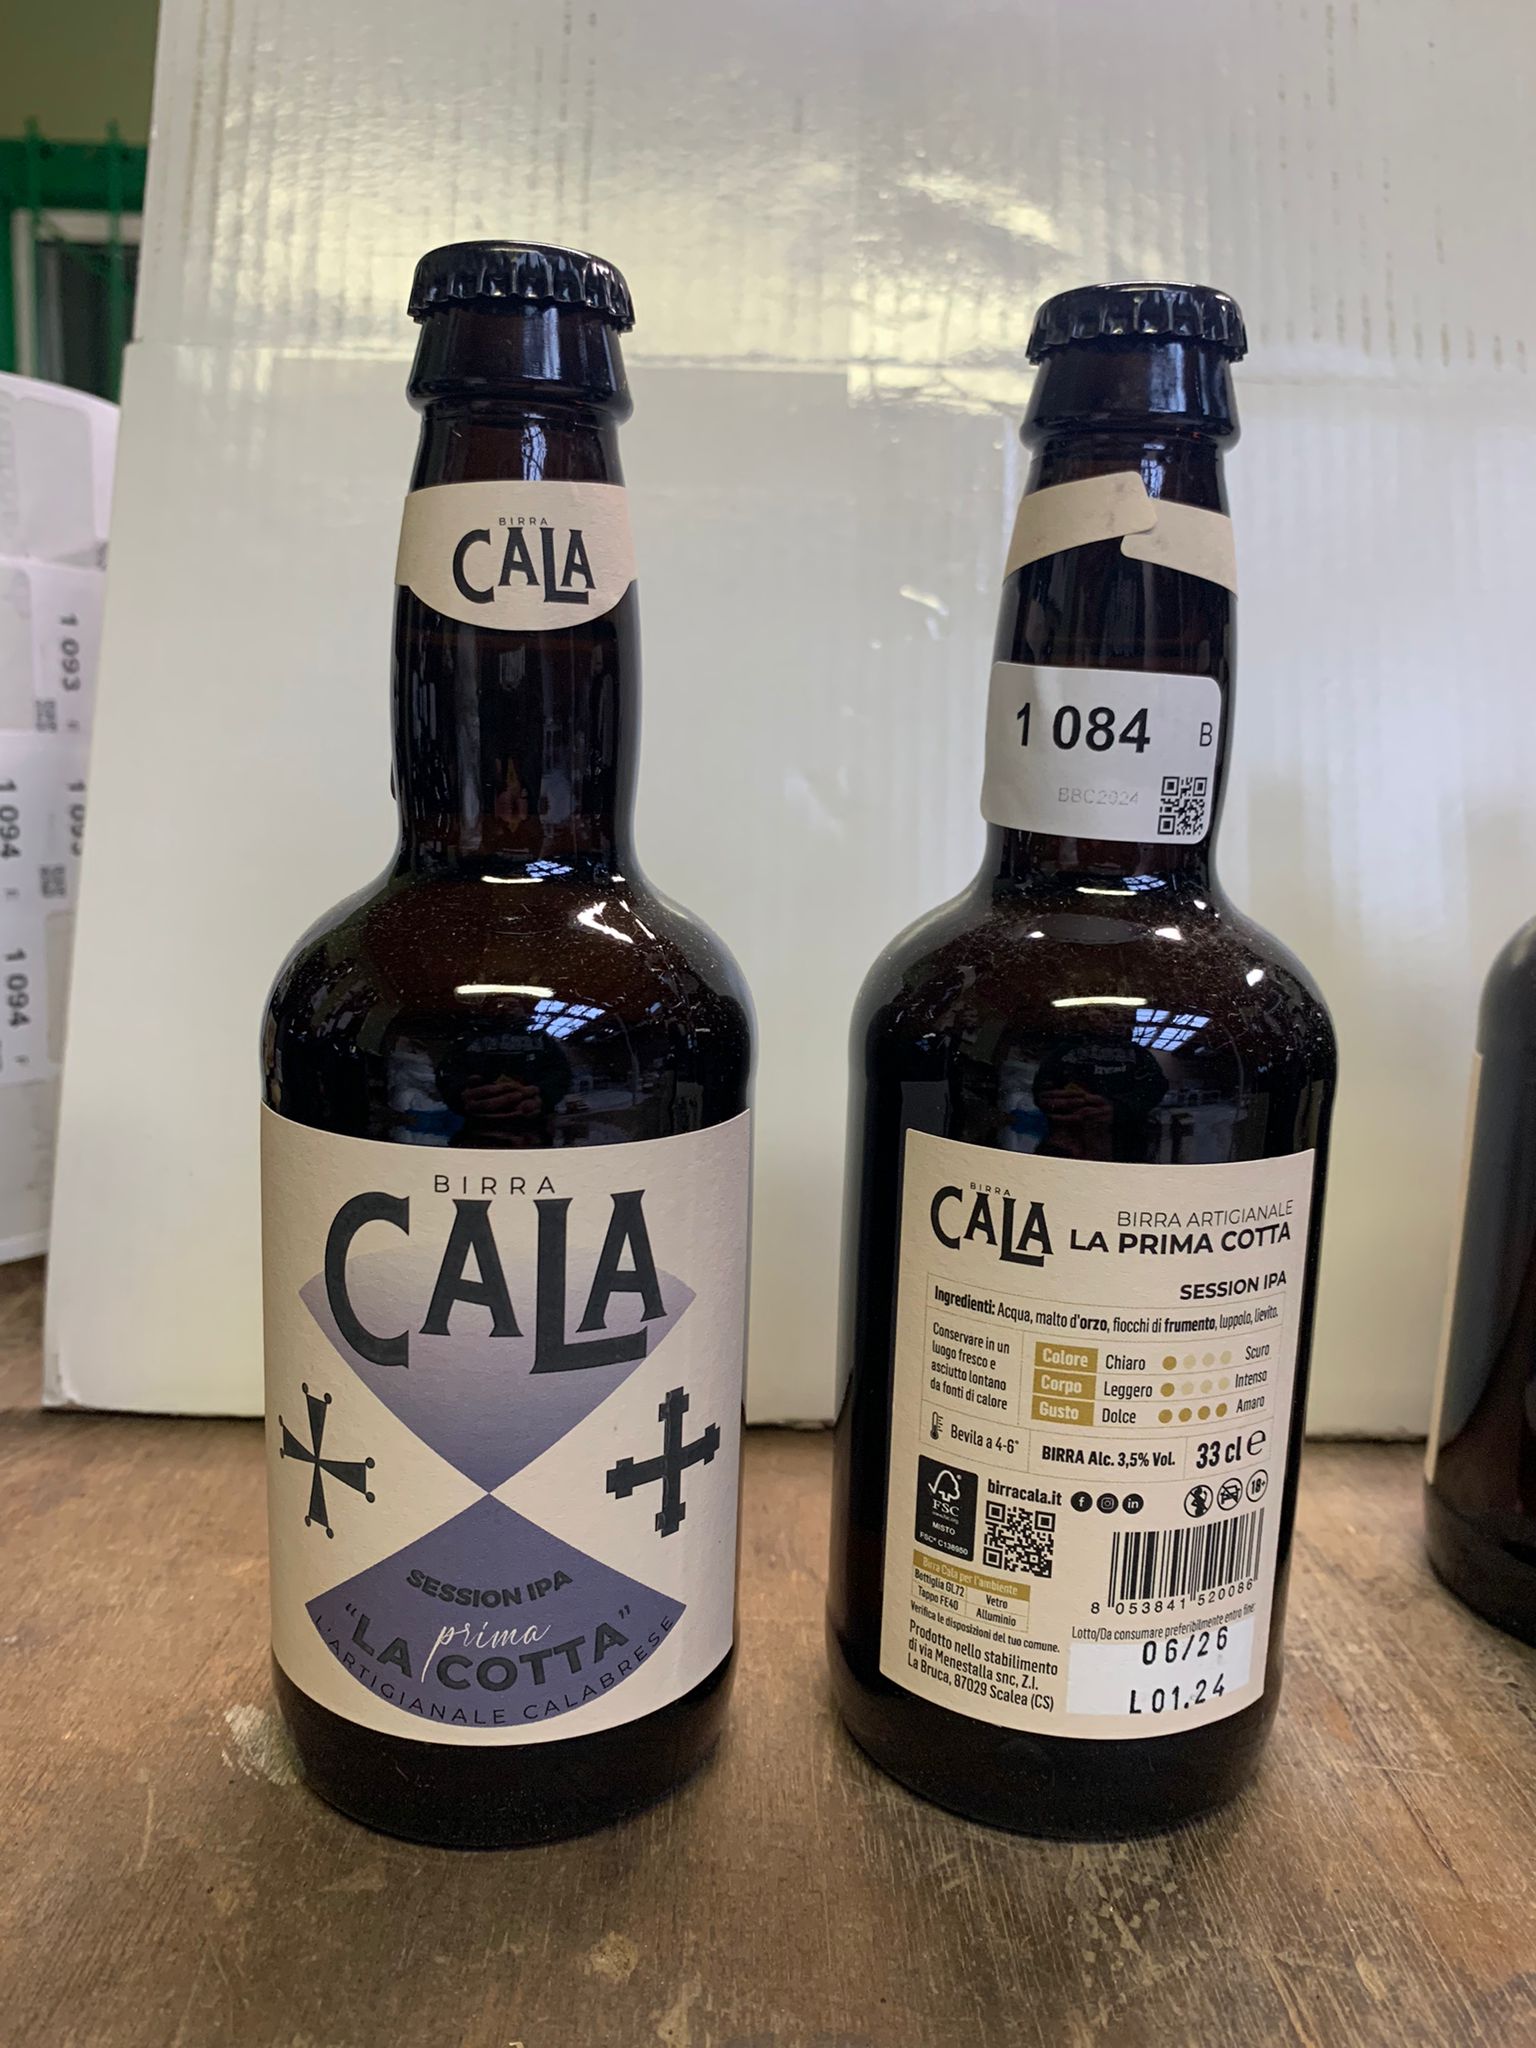 BIRRA
CALA
BIRRA
CALA
SESSION IPA
"LA prima COTTA"
L'ARTIGIANALE CALABRESE
1 084 B
BBC2024
BIRRA
CALA
BIRRA ARTIGIANALE
LA PRIMA COTTA
SESSION IPA
Ingredienti: Acqua, malto d'orzo, fiocchi di frumento, luppolo, lievito.
Conservare in un
luogo fresco e
asciutto lontano
da fonti di calore
Colore Chiaro Scuro
Corpo Leggero Intenso
Gusto Dolce Amaro
Bevila a 4-6°
BIRRA Alc. 3,5% Vol.
33 cl e
FSC
MISTO
FSC® C138950
birracala.it
18+
Birra Cala per l'ambiente
Bottiglia GL72 Vetro
Tappo FE40 Alluminio
Verifica le disposizioni del tuo comune.
Prodotto nello stabilimento
di via Menestalla snc, Z.I.
La Bruca, 87029 Scalea (CS)
8 053841 520086
Lotto/Da consumare preferibilmente entro fine:
06/26
L01.24
1 093
1 094
1 094 F